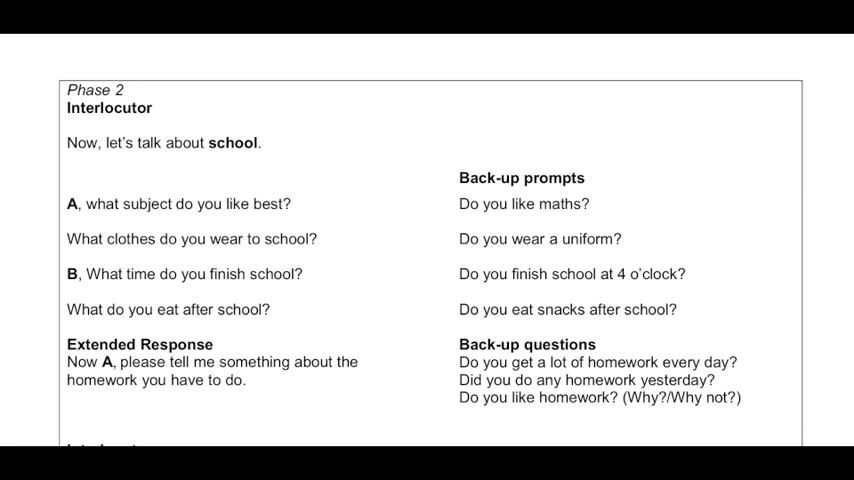 Phase 2
Interlocutor
Now, let's talk about school.
Back-up prompts
A, what subject do you like best?
Do you like maths?
What clothes do you wear to school?
Do you wear a uniform?
B, What time do you finish school?
Do you finish school at 4 o'clock?
What do you eat after school?
Do you eat snacks after school?
Extended Response
Now A, please tell me something about the
homework you have to do.
Back-up questions
Do you get a lot of homework every day?
Did you do any homework yesterday?
Do you like homework? (Why?/Why not?)